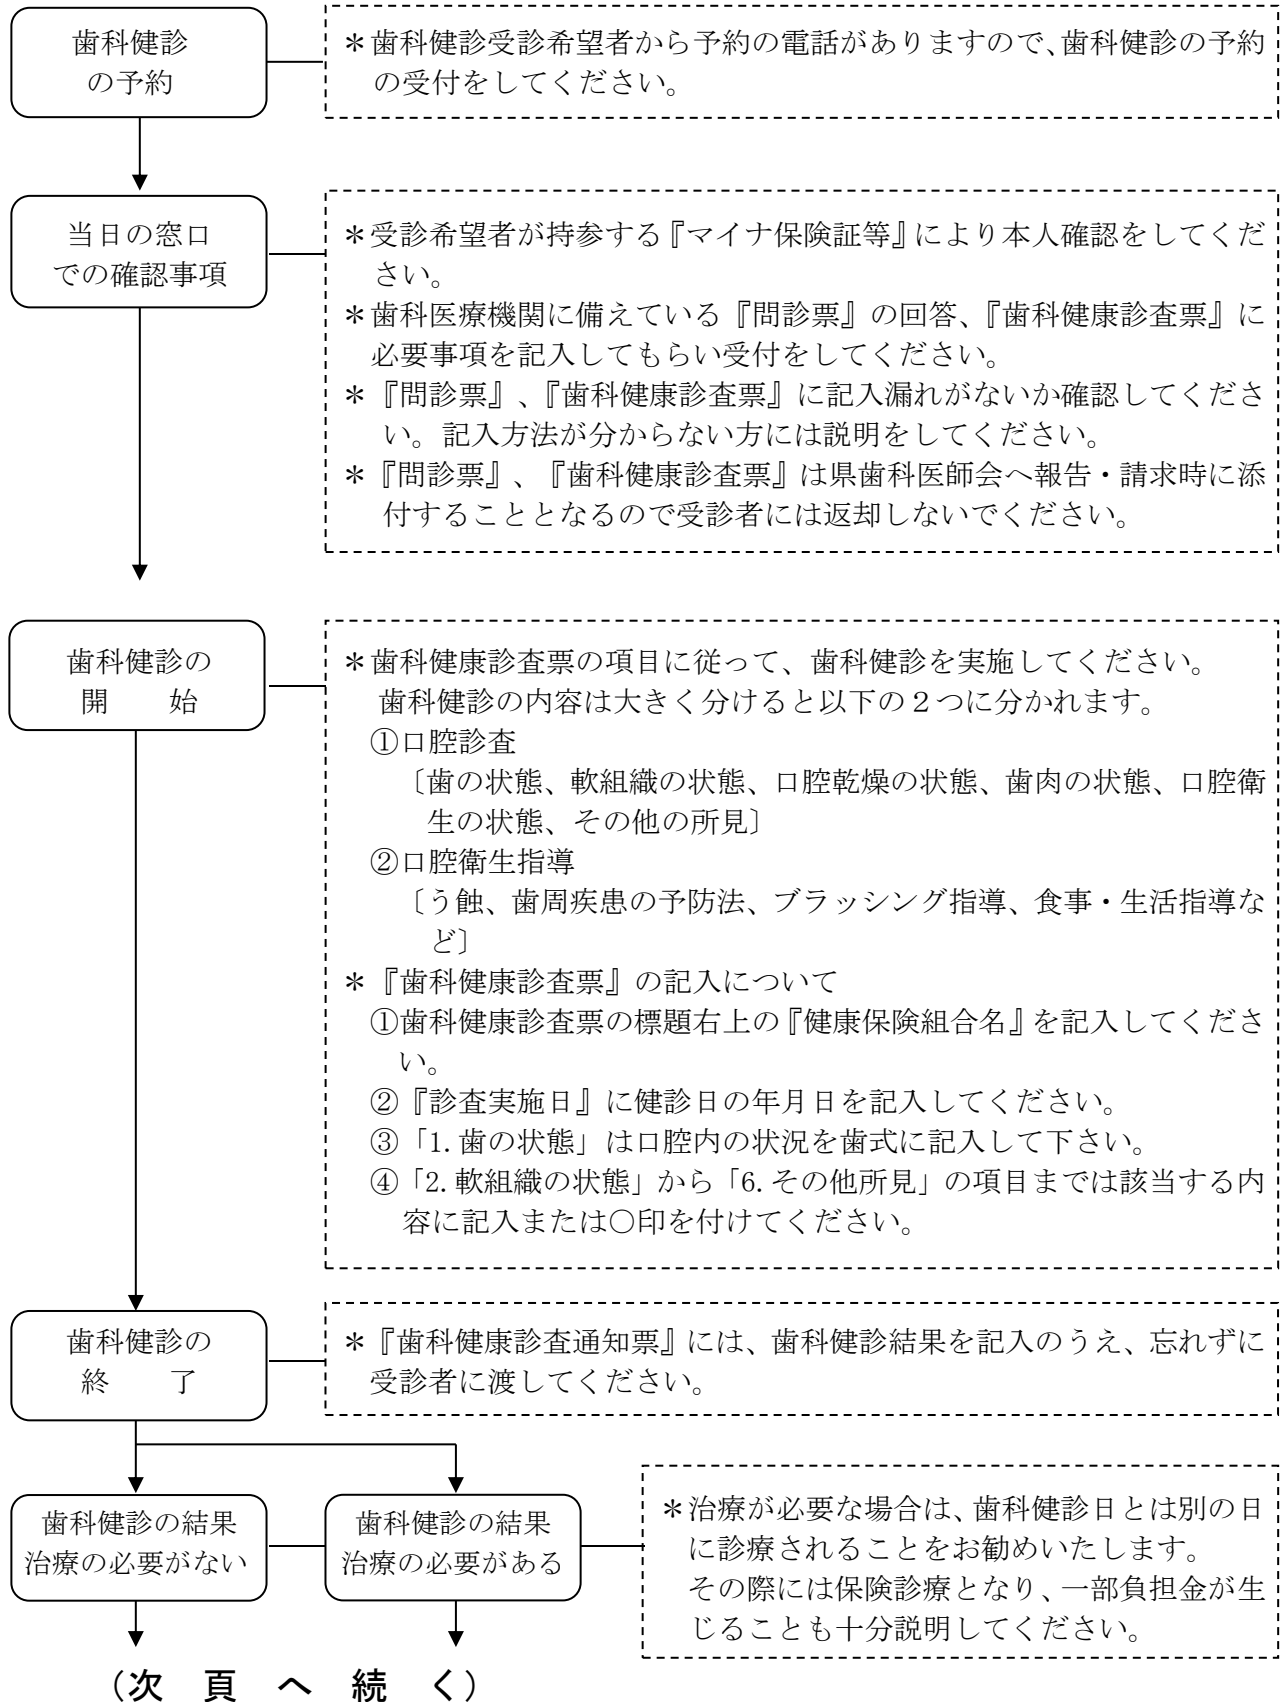 歯科健診
の予約
＊歯科健診受診希望者から予約の電話がありますので、歯科健診の予約
の受付をしてください。
当日の窓口
での確認事項
＊受診希望者が持参する『マイナ保険証等』により本人確認をしてくだ
さい。
＊歯科医療機関に備えている『問診票』の回答、『歯科健康診査票』に
必要事項を記入してもらい受付をしてください。
＊『問診票』、『歯科健康診査票』に記入漏れがないか確認してくださ
い。記入方法が分からない方には説明をしてください。
＊『問診票』、『歯科健康診査票』は県歯科医師会へ報告・請求時に添
付することとなるので受診者には返却しないでください。
歯科健診の
開　　始
＊歯科健康診査票の項目に従って、歯科健診を実施してください。
歯科健診の内容は大きく分けると以下の２つに分かれます。
①口腔診査
〔歯の状態、軟組織の状態、口腔乾燥の状態、歯肉の状態、口腔衛
生の状態、その他の所見〕
②口腔衛生指導
〔う蝕、歯周疾患の予防法、ブラッシング指導、食事・生活指導な
ど〕
＊『歯科健康診査票』の記入について
①歯科健康診査票の標題右上の『健康保険組合名』を記入してくださ
い。
②『診査実施日』に健診日の年月日を記入してください。
③「1.歯の状態」は口腔内の状況を歯式に記入して下さい。
④「2.軟組織の状態」から「6.その他所見」の項目までは該当する内
容に記入または○印を付けてください。
歯科健診の
終　　了
＊『歯科健康診査通知票』には、歯科健診結果を記入のうえ、忘れずに
受診者に渡してください。
歯科健診の結果
治療の必要がない
歯科健診の結果
治療の必要がある
＊治療が必要な場合は、歯科健診日とは別の日
に診療されることをお勧めいたします。
その際には保険診療となり、一部負担金が生
じることも十分説明してください。
（次　頁　へ　続　く）